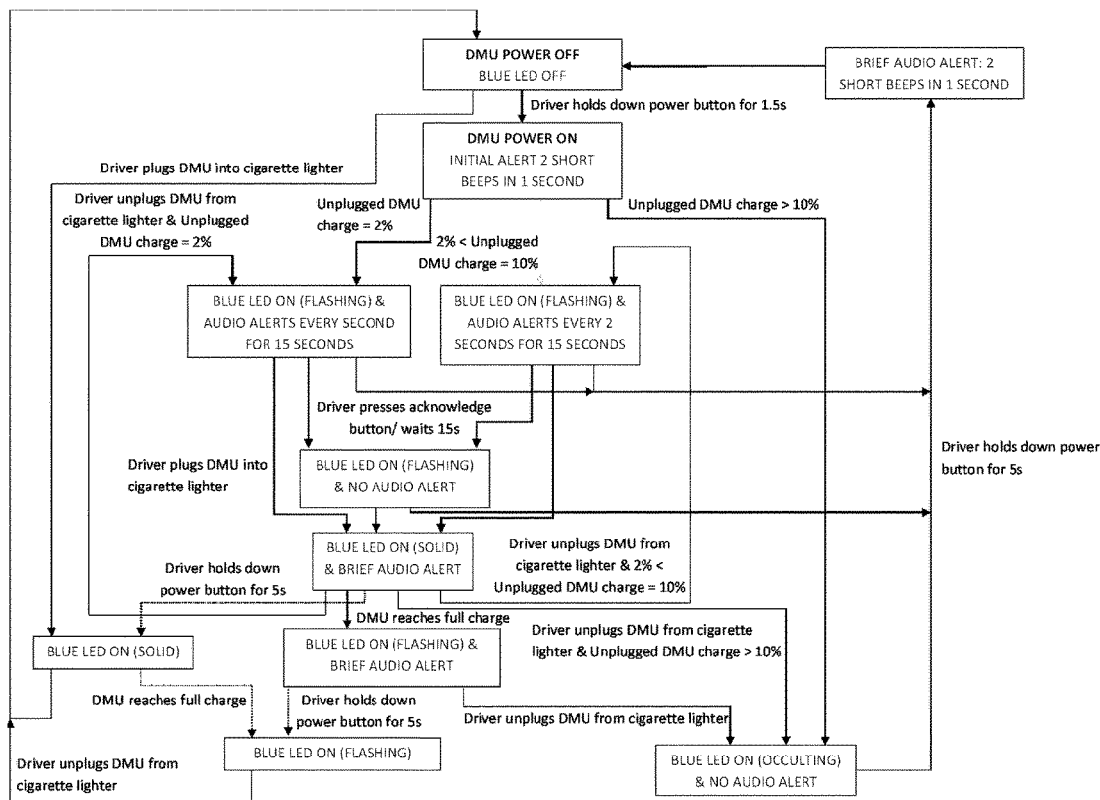 DMU POWER OFF
BLUE LED OFF
BRIEF AUDIO ALERT: 2
SHORT BEEPS IN 1 SECOND
Driver holds down power button for 1.5s
DMU POWER ON
INITIAL ALERT 2 SHORT
BEEPS IN 1 SECOND
Driver plugs DMU into cigarette lighter
Driver unplugs DMU from
cigarette lighter & Unplugged
DMU charge = 2%
Unplugged DMU
charge = 2%
Unplugged DMU charge > 10%
2% < Unplugged
DMU charge = 10%
BLUE LED ON (FLASHING) &
AUDIO ALERTS EVERY SECOND
FOR 15 SECONDS
BLUE LED ON (FLASHING) &
AUDIO ALERTS EVERY 2
SECONDS FOR 15 SECONDS
Driver presses acknowledge
button/ waits 15s
Driver holds down power
button for 5s
Driver plugs DMU into
cigarette lighter
BLUE LED ON (FLASHING)
& NO AUDIO ALERT
BLUE LED ON (SOLID)
& BRIEF AUDIO ALERT
Driver unplugs DMU from
cigarette lighter & 2% <
Unplugged DMU charge = 10%
Driver holds down
power button for 5s
DMU reaches full charge
BLUE LED ON (SOLID)
BLUE LED ON (FLASHING) &
BRIEF AUDIO ALERT
Driver unplugs DMU from cigarette
lighter & Unplugged DMU charge > 10%
DMU reaches full charge
Driver holds down
power button for 5s
Driver unplugs DMU from cigarette lighter
BLUE LED ON (FLASHING)
BLUE LED ON (OCCULTING)
& NO AUDIO ALERT
Driver unplugs DMU from
cigarette lighter